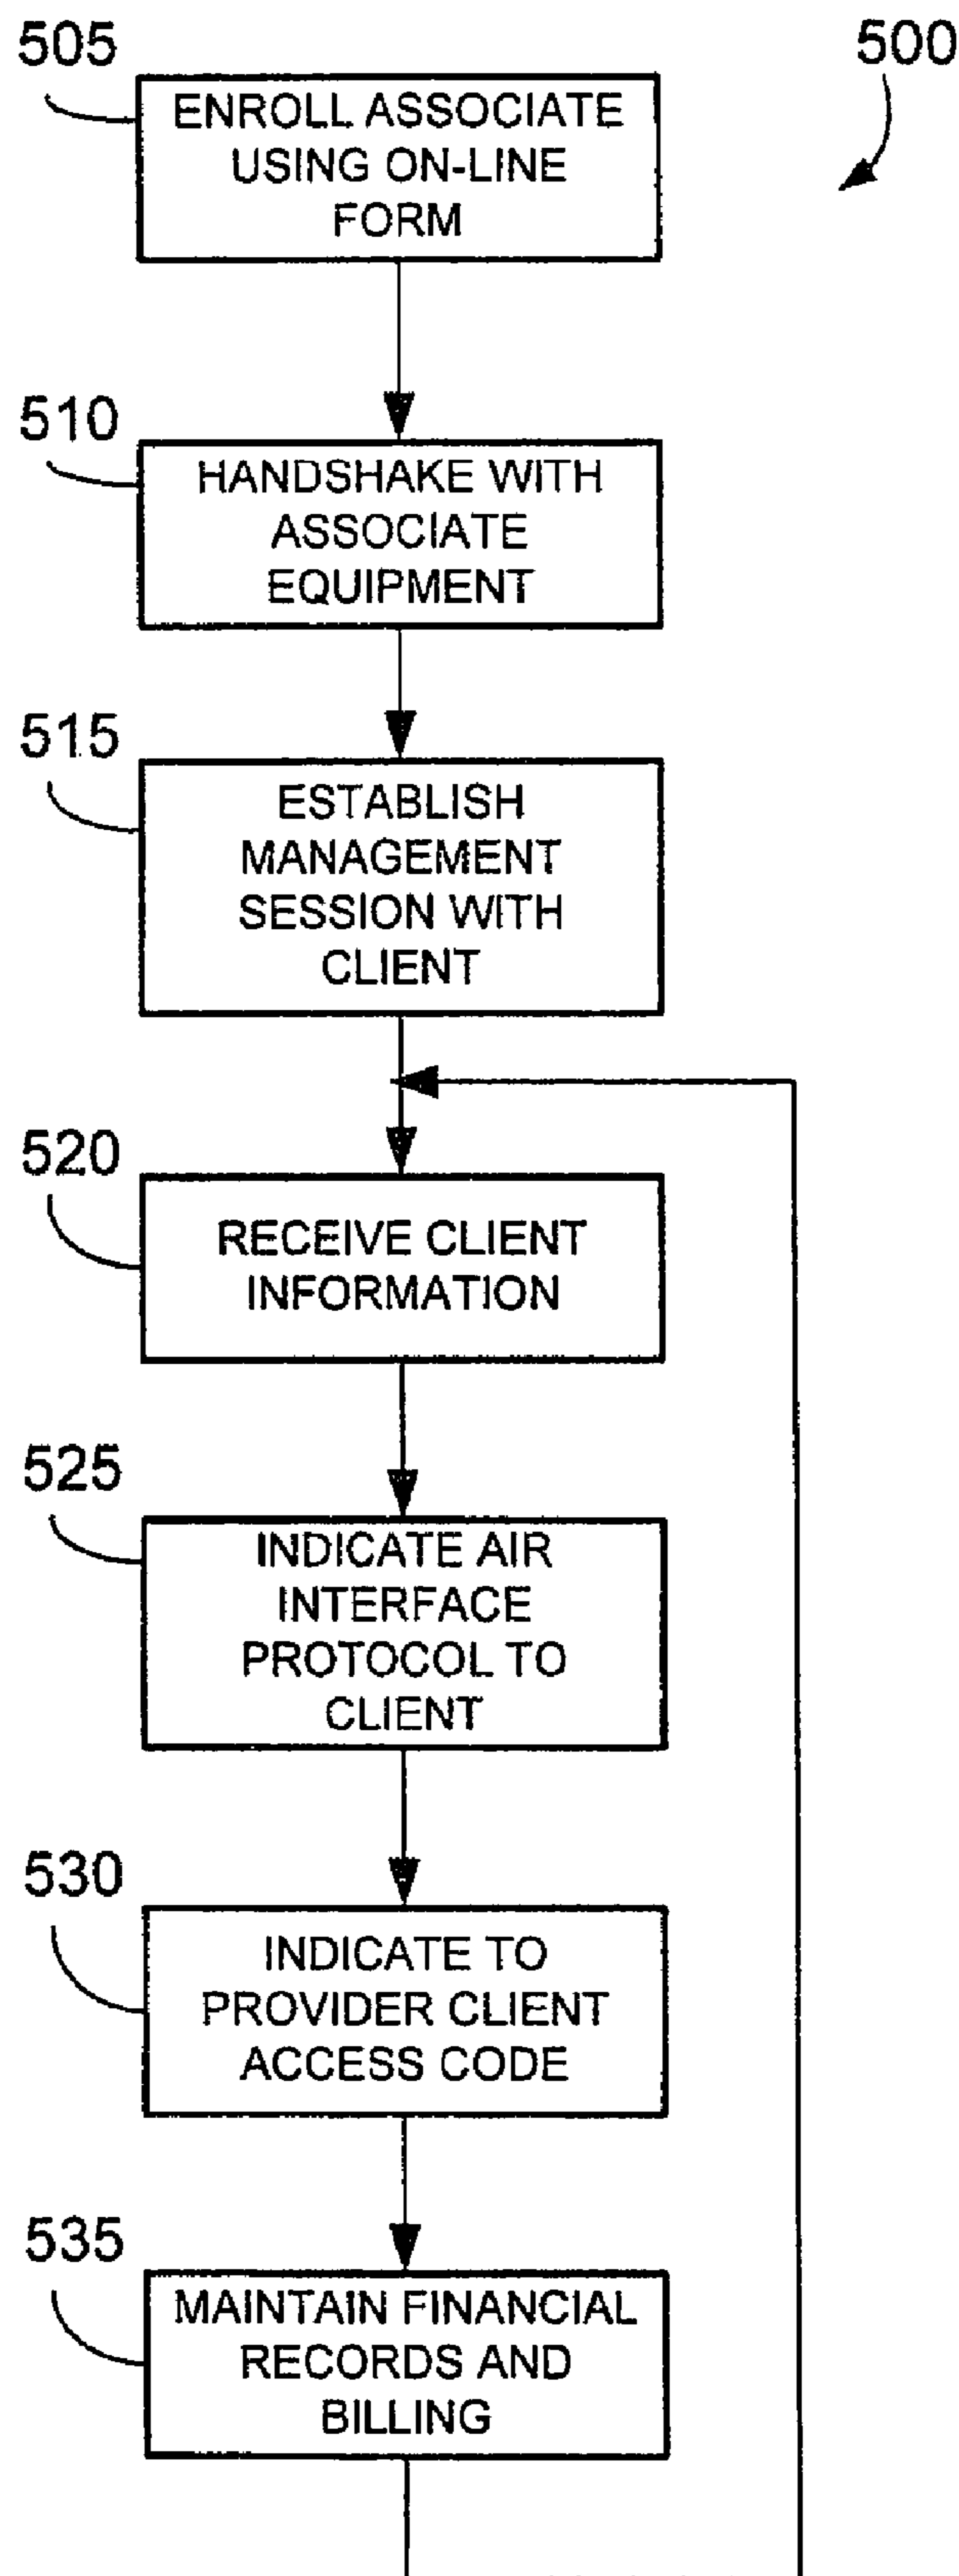 505
500
ENROLL ASSOCIATE
USING ON-LINE
FORM
510
HANDSHAKE WITH
ASSOCIATE
EQUIPMENT
515
ESTABLISH
MANAGEMENT
SESSION WITH
CLIENT
520
RECEIVE CLIENT
INFORMATION
525
INDICATE AIR
INTERFACE
PROTOCOL TO
CLIENT
530
INDICATE TO
PROVIDER CLIENT
ACCESS CODE
535
MAINTAIN FINANCIAL
RECORDS AND
BILLING